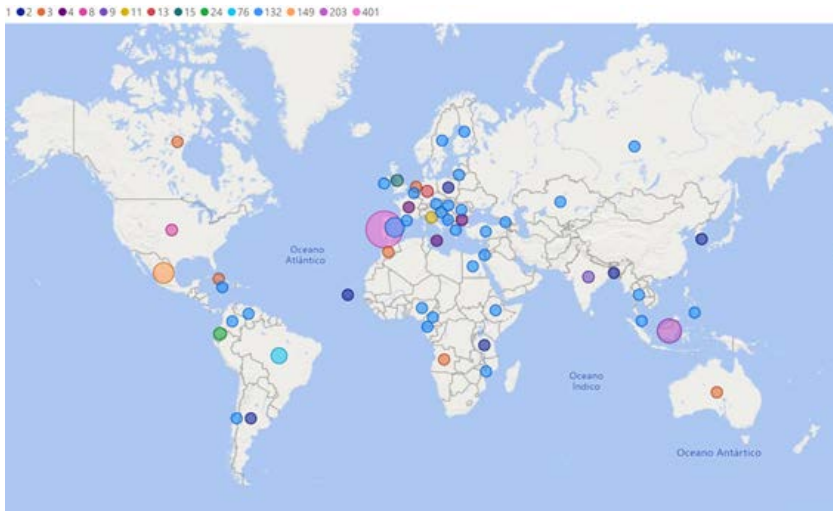 1 2 3 4 8 9 11 13 15 24 76 132 149 203 401
Oceano
Atlántico
Oceano
Indico
Oceano Antártico